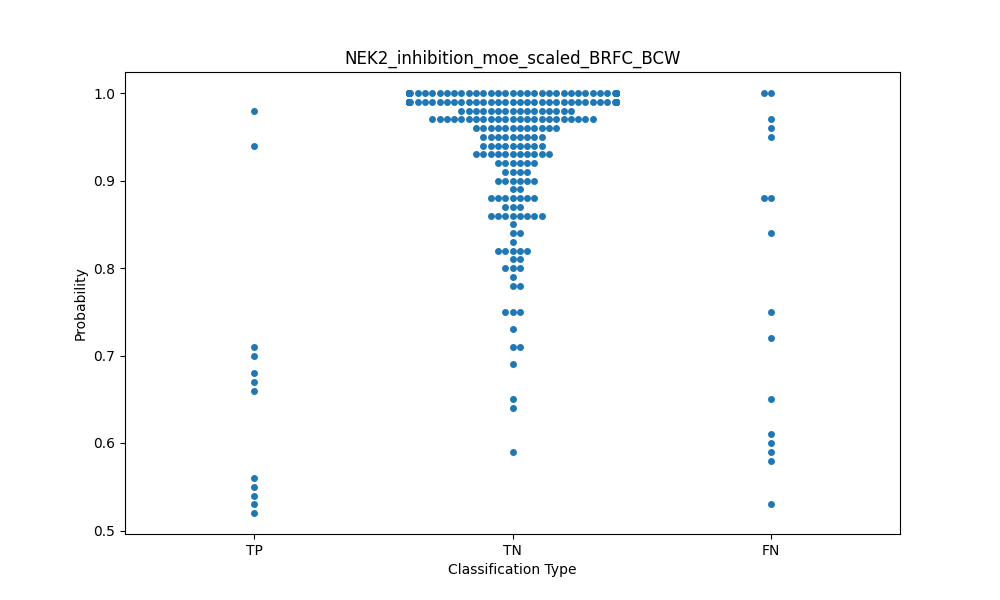 NEK2_inhibition_moe_scaled_BRFC_BCW
1.0
0.9
0.8
0.7
0.6
0.5
Probability
TP TN FN
Classification Type